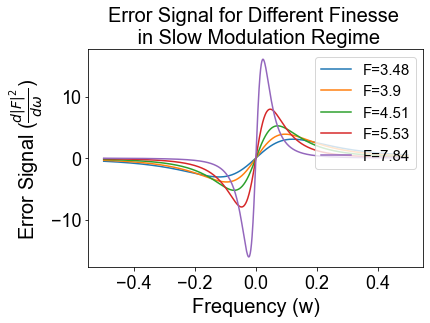 Error Signal for Different Finesse
in Slow Modulation Regime
Error Signal (d|F|²/dω)
10
0
−10
F=3.48
F=3.9
F=4.51
F=5.53
F=7.84
−0.4 −0.2 0.0 0.2 0.4
Frequency (w)